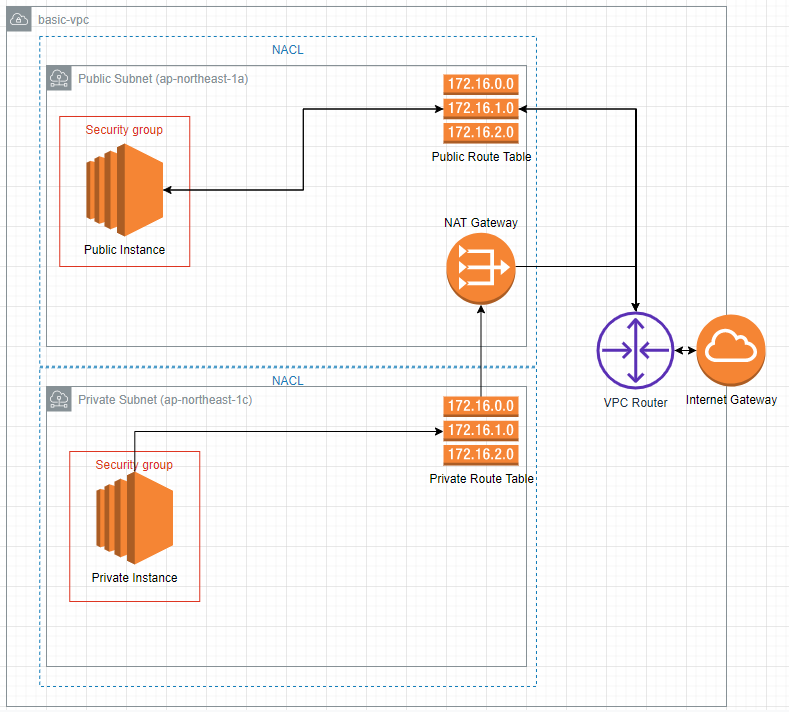 basic-vpc
NACL
Public Subnet (ap-northeast-1a)
172.16.0.0
172.16.1.0
172.16.2.0
Public Route Table
Security group
Public Instance
NAT Gateway
VPC Router
Internet Gateway
NACL
Private Subnet (ap-northeast-1c)
172.16.0.0
172.16.1.0
172.16.2.0
Private Route Table
Security group
Private Instance